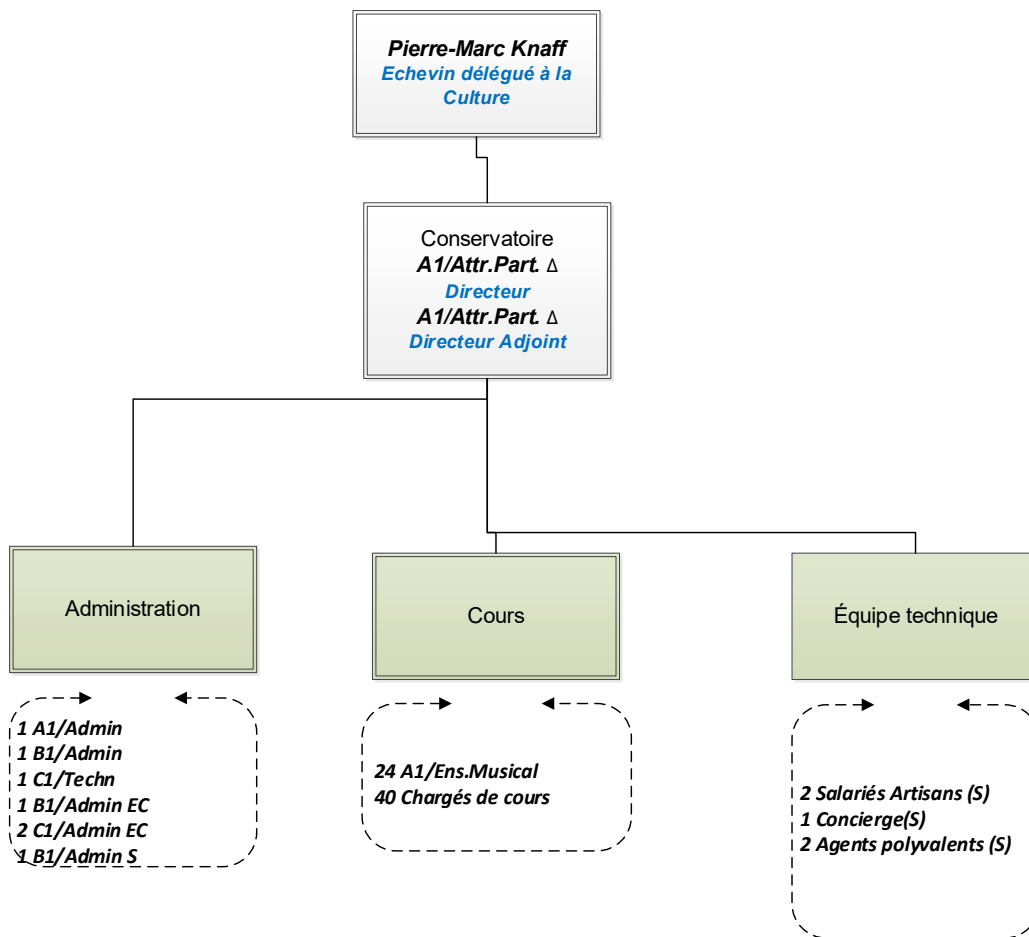 Pierre-Marc Knaff
Echevin délégué à la
Culture
Conservatoire
A1/Attr.Part. Δ
Directeur
A1/Attr.Part. Δ
Directeur Adjoint
Administration
1 A1/Admin
1 B1/Admin
1 C1/Techn
1 B1/Admin EC
2 C1/Admin EC
1 B1/Admin S
Cours
24 A1/Ens.Musical
40 Chargés de cours
Équipe technique
2 Salariés Artisans (S)
1 Concierge(S)
2 Agents polyvalents (S)